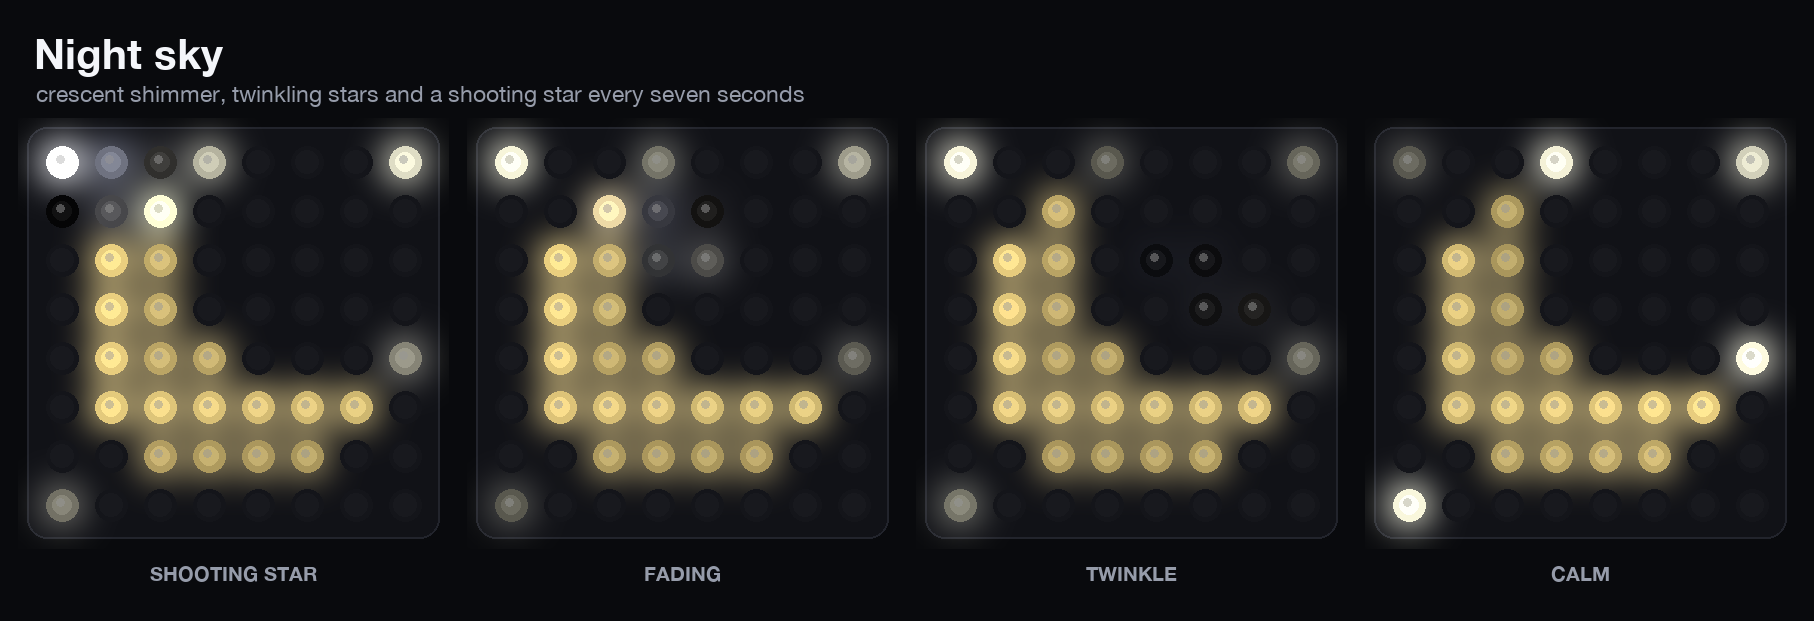 Night sky
crescent shimmer, twinkling stars and a shooting star every seven seconds
SHOOTING STAR
FADING
TWINKLE
CALM